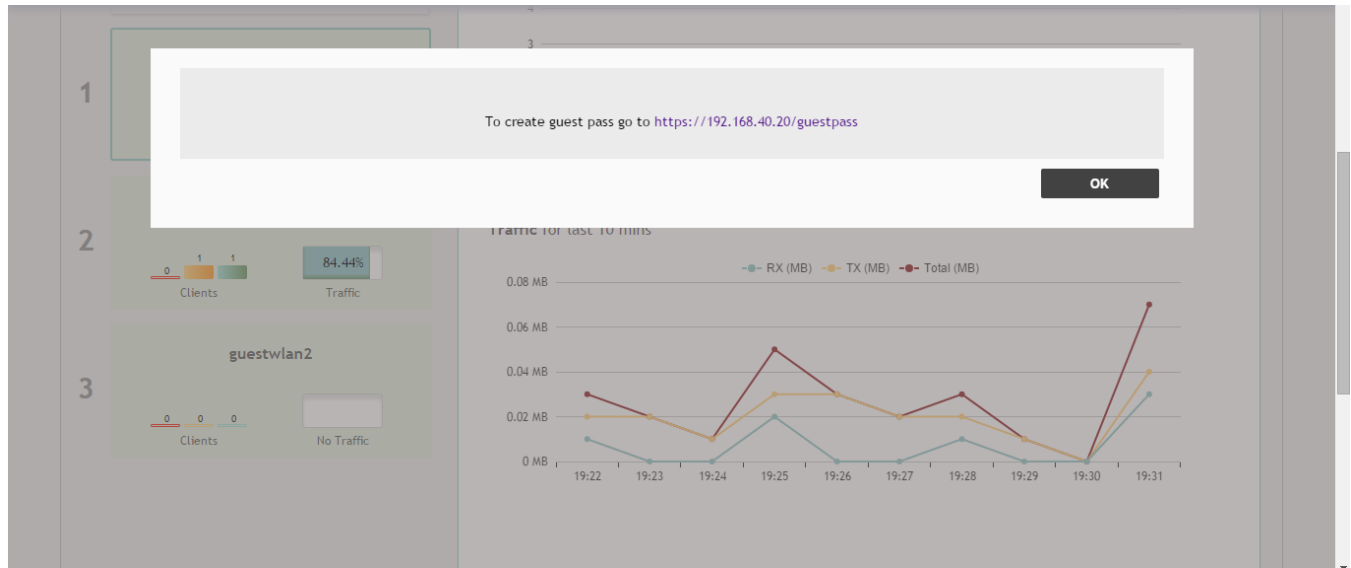 4
3
1
To create guest pass go to https://192.168.40.20/guestpass
OK
2
0 1 1
84.44%
Clients
Traffic
guestwlan2
3
0 0 0
Clients
No Traffic
Traffic for last 10 mins
RX (MB) TX (MB) Total (MB)
0.08 MB
0.06 MB
0.04 MB
0.02 MB
0 MB
19:22 19:23 19:24 19:25 19:26 19:27 19:28 19:29 19:30 19:31